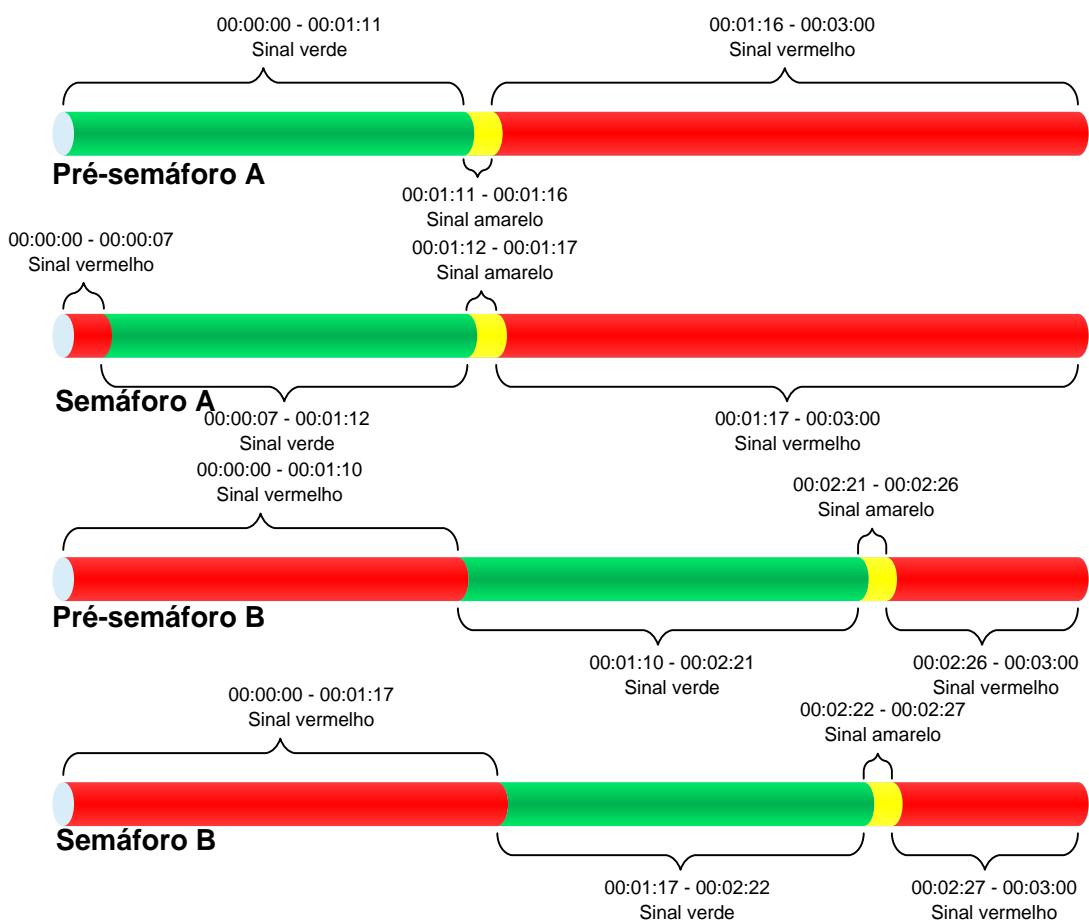 00:00:00 - 00:01:11
Sinal verde
00:01:16 - 00:03:00
Sinal vermelho
Pré-semáforo A
00:01:11 - 00:01:16
Sinal amarelo
00:00:00 - 00:00:07
Sinal vermelho
00:01:12 - 00:01:17
Sinal amarelo
Semáforo A
00:00:07 - 00:01:12
Sinal verde
00:01:17 - 00:03:00
Sinal vermelho
00:00:00 - 00:01:10
Sinal vermelho
00:02:21 - 00:02:26
Sinal amarelo
Pré-semáforo B
00:01:10 - 00:02:21
Sinal verde
00:02:26 - 00:03:00
Sinal vermelho
00:00:00 - 00:01:17
Sinal vermelho
00:02:22 - 00:02:27
Sinal amarelo
Semáforo B
00:01:17 - 00:02:22
Sinal verde
00:02:27 - 00:03:00
Sinal vermelho